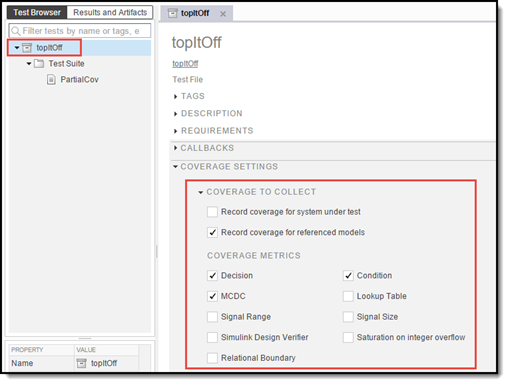 Test Browser
Results and Artifacts
Filter tests by name or tags, e
topItOff
Test Suite
PartialCov
PROPERTY VALUE
Name topItOff
topItOff
topItOff
topItOff
Test File
TAGS
DESCRIPTION
REQUIREMENTS
CALLBACKS
COVERAGE SETTINGS
COVERAGE TO COLLECT
Record coverage for system under test
Record coverage for referenced models
COVERAGE METRICS
Decision Condition
MCDC Lookup Table
Signal Range Signal Size
Simulink Design Verifier Saturation on integer overflow
Relational Boundary